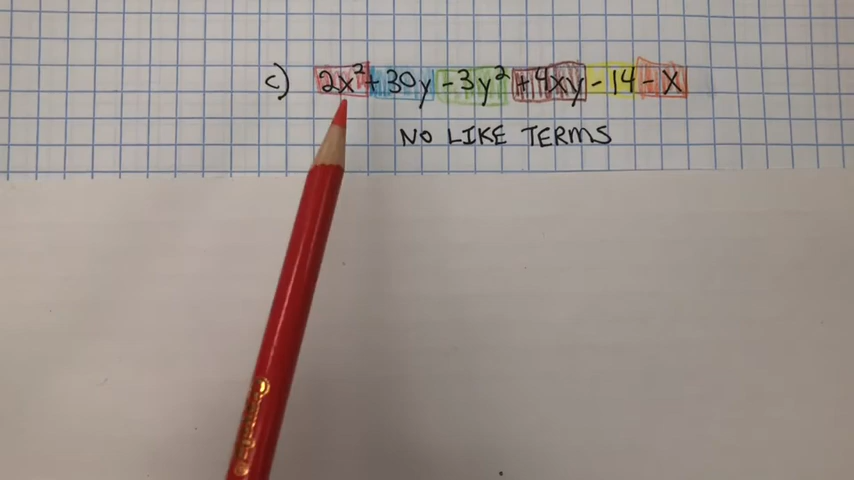 c) 2x² + 30y - 3y² + 4xy - 14 - x
NO LIKE TERMS